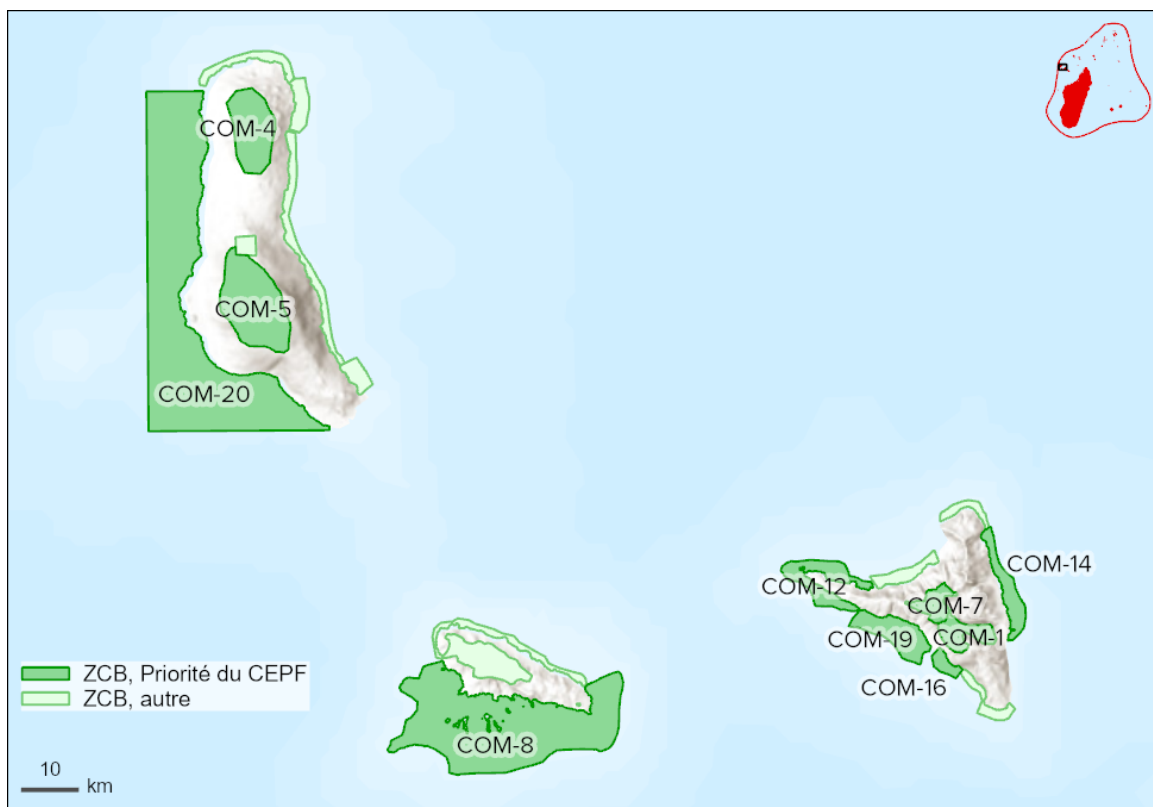 COM-4
COM-5
COM-20
COM-14
COM-12
COM-7
COM-19
COM-1
COM-16
COM-8
ZCB, Priorité du CEPF
ZCB, autre
10
km